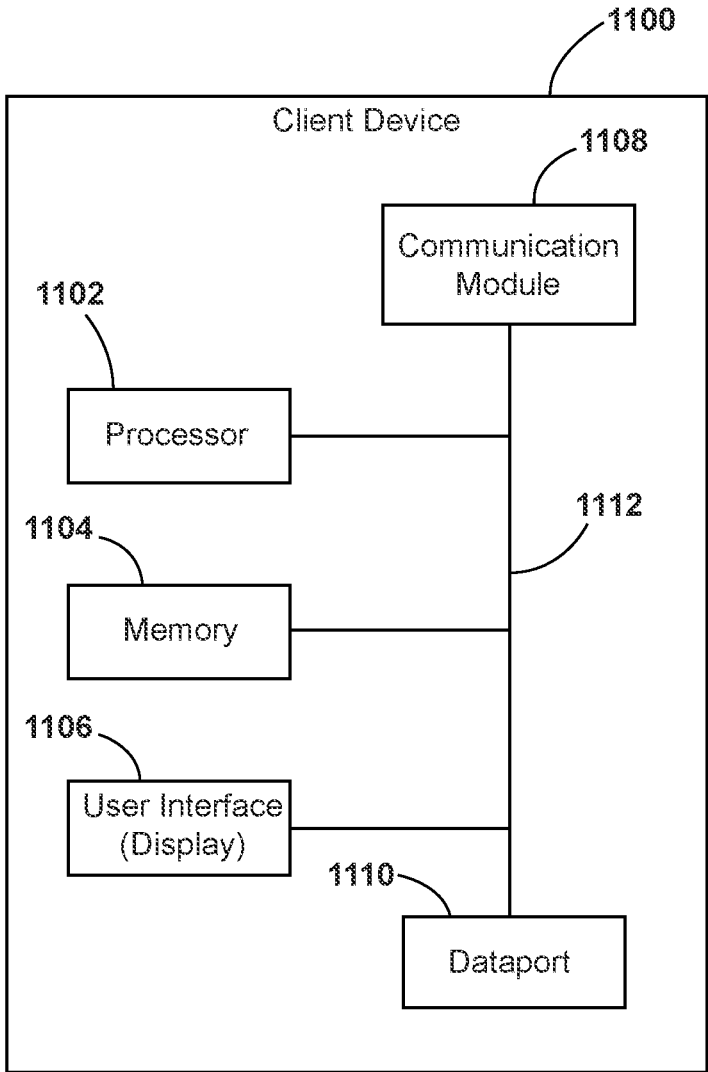 1100
Client Device
1108
Communication
Module
1102
Processor
1112
1104
Memory
1106
User Interface
(Display)
1110
Dataport